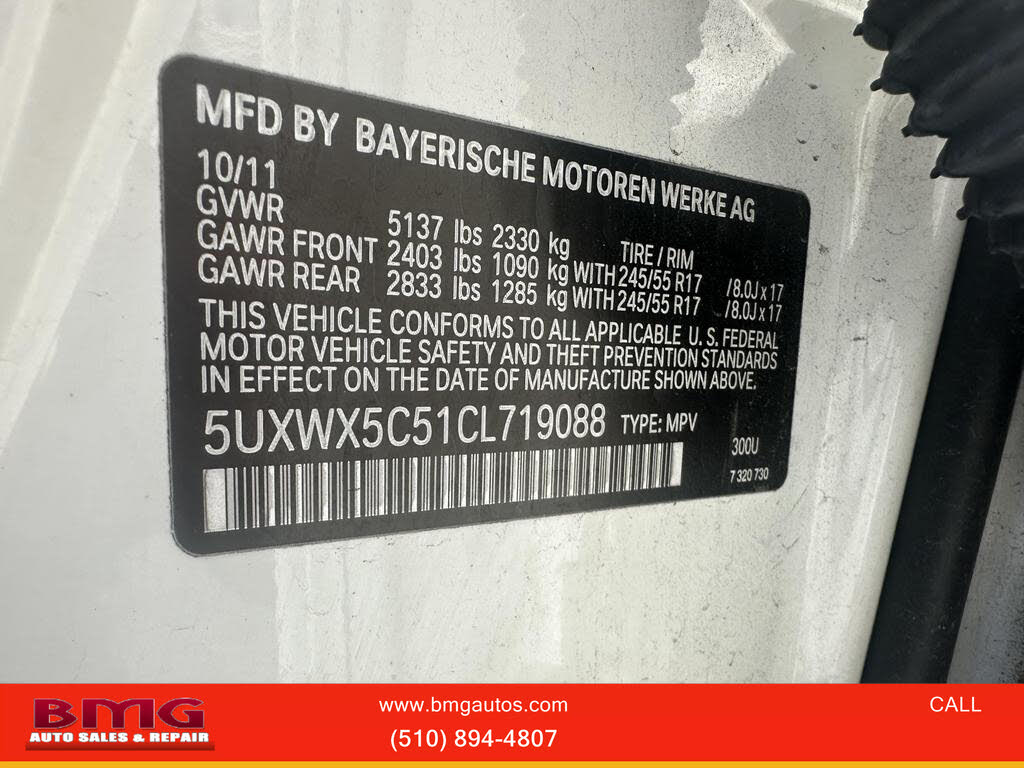 MFD BY BAYERISCHE MOTOREN WERKE AG
10/11
GVWR 5137 lbs 2330 kg TIRE / RIM
GAWR FRONT 2403 lbs 1090 kg WITH 245/55 R17 / 8.0J x 17
GAWR REAR 2833 lbs 1285 kg WITH 245/55 R17 / 8.0J x 17
THIS VEHICLE CONFORMS TO ALL APPLICABLE U. S. FEDERAL
MOTOR VEHICLE SAFETY AND THEFT PREVENTION STANDARDS
IN EFFECT ON THE DATE OF MANUFACTURE SHOWN ABOVE.
5UXWX5C51CL719088 TYPE: MPV
300U
7 320 730
BMG
AUTO SALES & REPAIR
www.bmgautos.com
(510) 894-4807
CALL